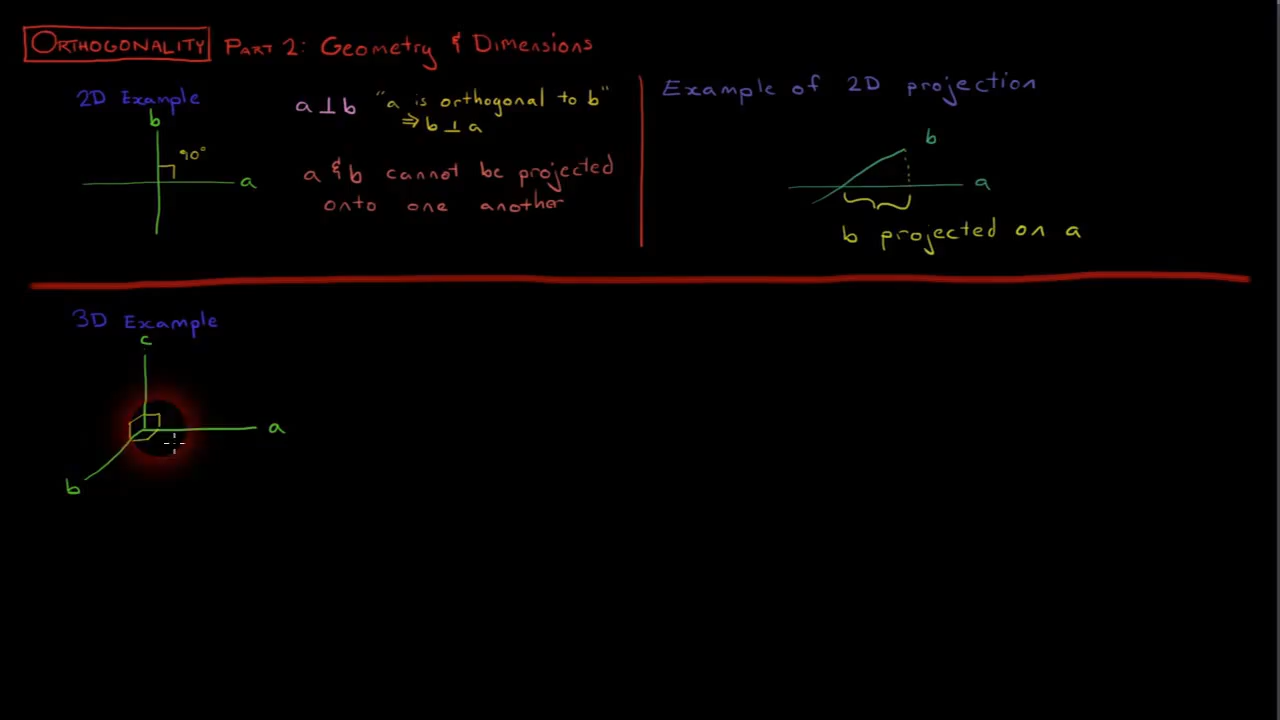 ORTHOGONALITY PART 2: Geometry & Dimensions
2D Example
b
90°
a
a ⊥ b "a is orthogonal to b"
⇒ b ⊥ a
a & b cannot be projected
onto one another
Example of 2D projection
b
a
b projected on a
3D Example
c
a
b